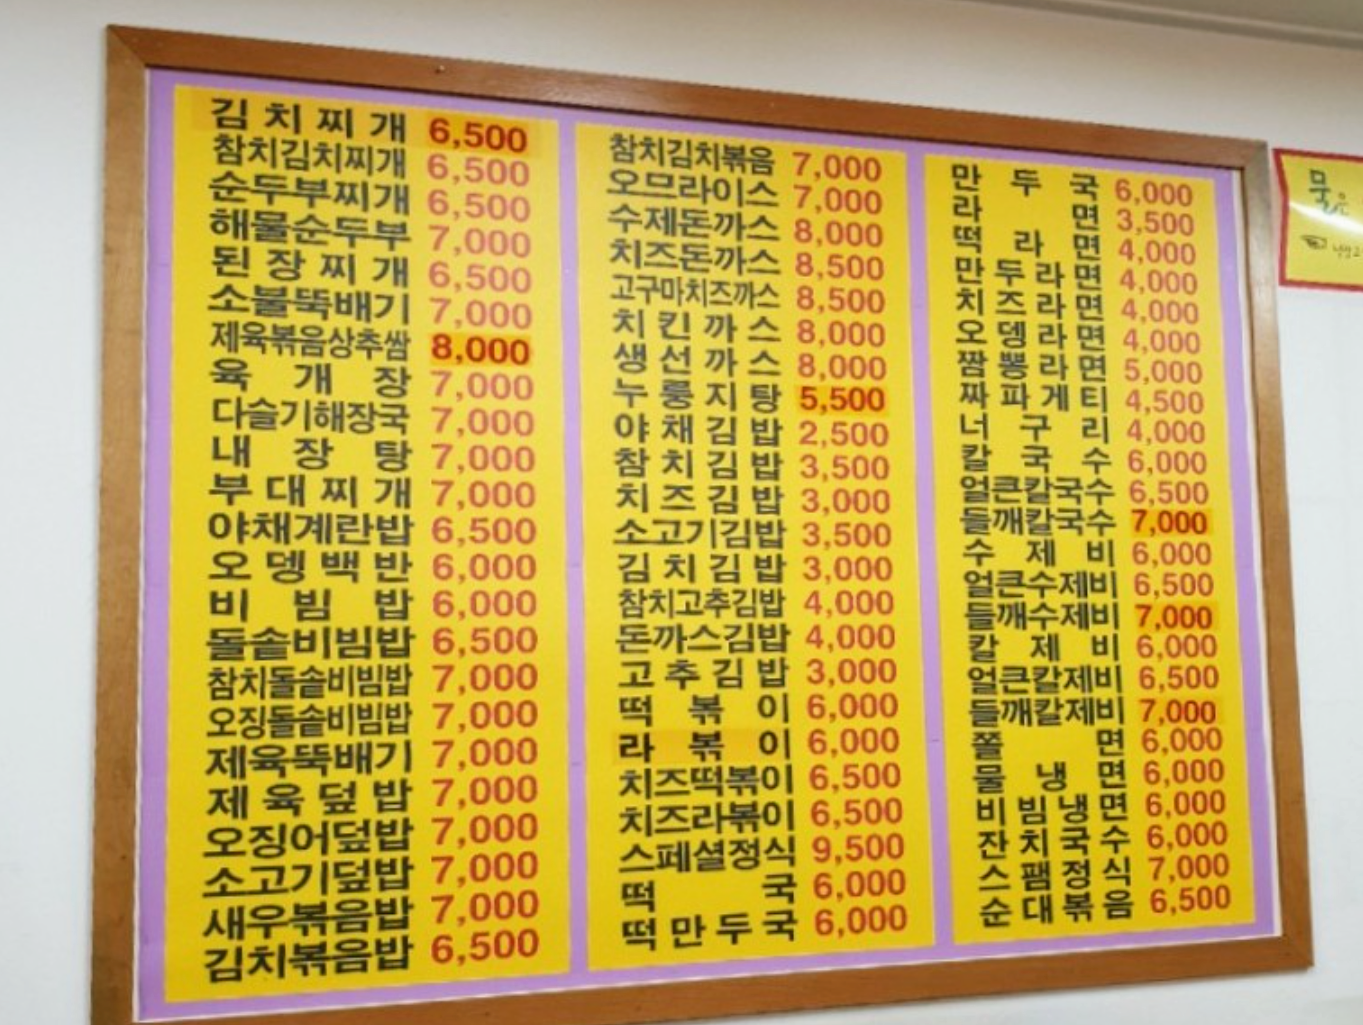 김치찌개 6,500
참치김치찌개 6,500
순두부찌개 6,500
해물순두부 7,000
된장찌개 6,500
소불뚝배기 7,000
제육볶음상추쌈 8,000
육개장 7,000
다슬기해장국 7,000
내장탕 7,000
부대찌개 7,000
야채계란밥 6,500
오뎅백반 6,000
비빔밥 6,000
돌솥비빔밥 6,500
참치돌솥비빔밥 7,000
오징돌솥비빔밥 7,000
제육뚝배기 7,000
제육덮밥 7,000
오징어덮밥 7,000
소고기덮밥 7,000
새우볶음밥 7,000
김치볶음밥 6,500
참치김치볶음 7,000
오므라이스 7,000
수제돈까스 8,000
치즈돈까스 8,500
고구마치즈까스 8,500
치킨까스 8,000
생선까스 8,000
누룽지탕 5,500
야채김밥 2,500
참치김밥 3,500
치즈김밥 3,000
소고기김밥 3,500
김치김밥 3,000
참치고추김밥 4,000
돈까스김밥 4,000
고추김밥 3,000
떡볶이 6,000
라볶이 6,000
치즈떡볶이 6,500
치즈라볶이 6,500
스페셜정식 9,500
떡국 6,000
떡만두국 6,000
만두국 6,000
라면 3,500
떡라면 4,000
만두라면 4,000
치즈라면 4,000
오뎅라면 4,000
짬뽕라면 5,000
짜파게티 4,500
너구리 4,000
칼국수 6,000
얼큰칼국수 6,500
들깨칼국수 7,000
수제비 6,000
얼큰수제비 6,500
들깨수제비 7,000
칼제비 6,000
얼큰칼제비 6,500
들깨칼제비 7,000
쫄면 6,000
물냉면 6,000
비빔냉면 6,000
잔치국수 6,000
스팸정식 7,000
순대볶음 6,500
물은